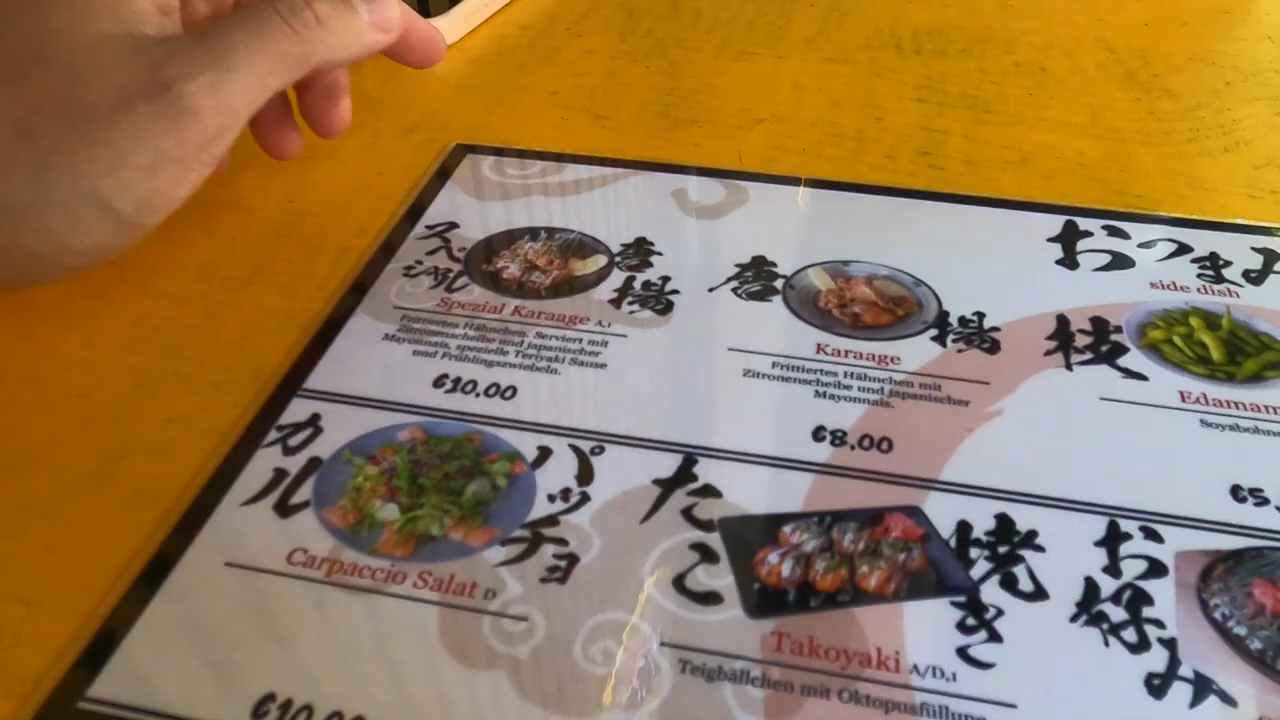 おつまみ
side dish
スペシャル
唐揚
Spezial Karaage A,1
Frittiertes Hähnchen. Serviert mit
Zitronenscheibe und japanischer
Mayonnais, spezielle Teriyaki Sause
und Frühlingszwiebeln.
€10,00
唐揚
Karaage
Frittiertes Hähnchen mit
Zitronenscheibe und japanischer
Mayonnais.
€8,00
枝
Edamam
Soyabohn
€5,
カルパッチョ
Carpaccio Salat D
€10,00
たこ焼き
Takoyaki A/D,1
Teigbällchen mit Oktopusfüllung
お好み